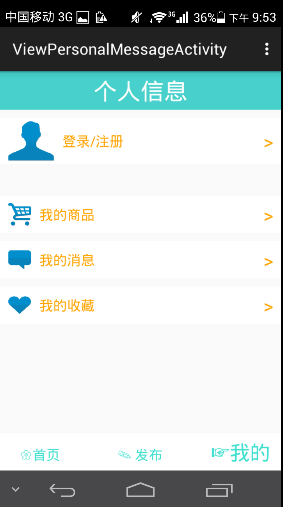 中国移动 3G 3G 36% 下午 9:53
ViewPersonalMessageActivity
个人信息
登录/注册 >
我的商品 >
我的消息 >
我的收藏 >
首页 发布 我的